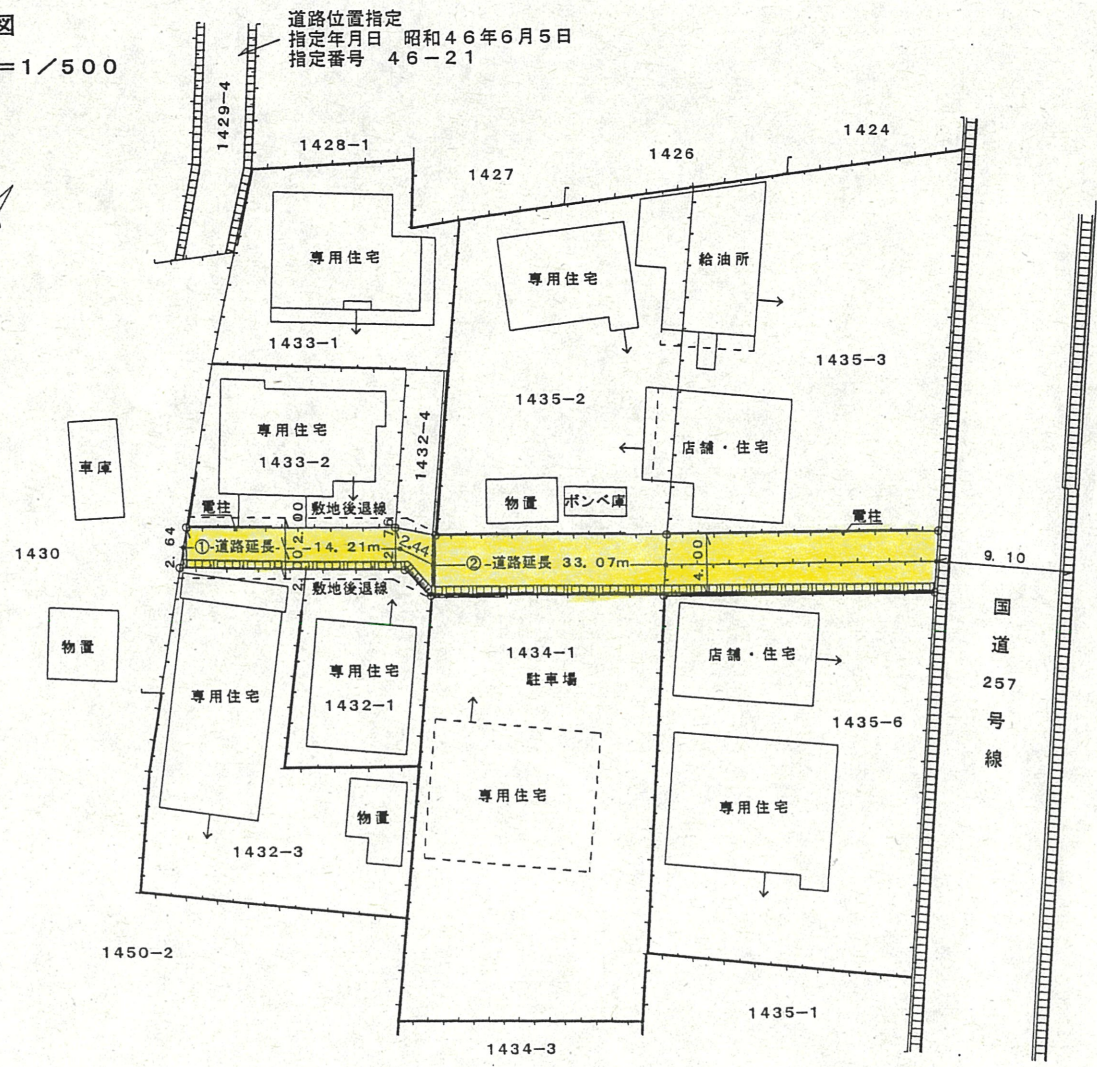 図
=1/500
道路位置指定
指定年月日 昭和46年6月5日
指定番号 46-21
1429-4
1428-1
1427
1426
1424
専用住宅
1433-1
専用住宅
給油所
1435-3
1435-2
専用住宅
1433-2
1432-4
店舗・住宅
車庫
物置
ボンベ庫
電柱
2.00
敷地後退線
電柱
1430
2.64
①道路延長 14.21m
2.44
②道路延長 33.07m
4.00
9.10
敷地後退線
国道257号線
物置
専用住宅
専用住宅
1432-1
1434-1
駐車場
店舗・住宅
1435-6
専用住宅
専用住宅
物置
1432-3
1450-2
1435-1
1434-3